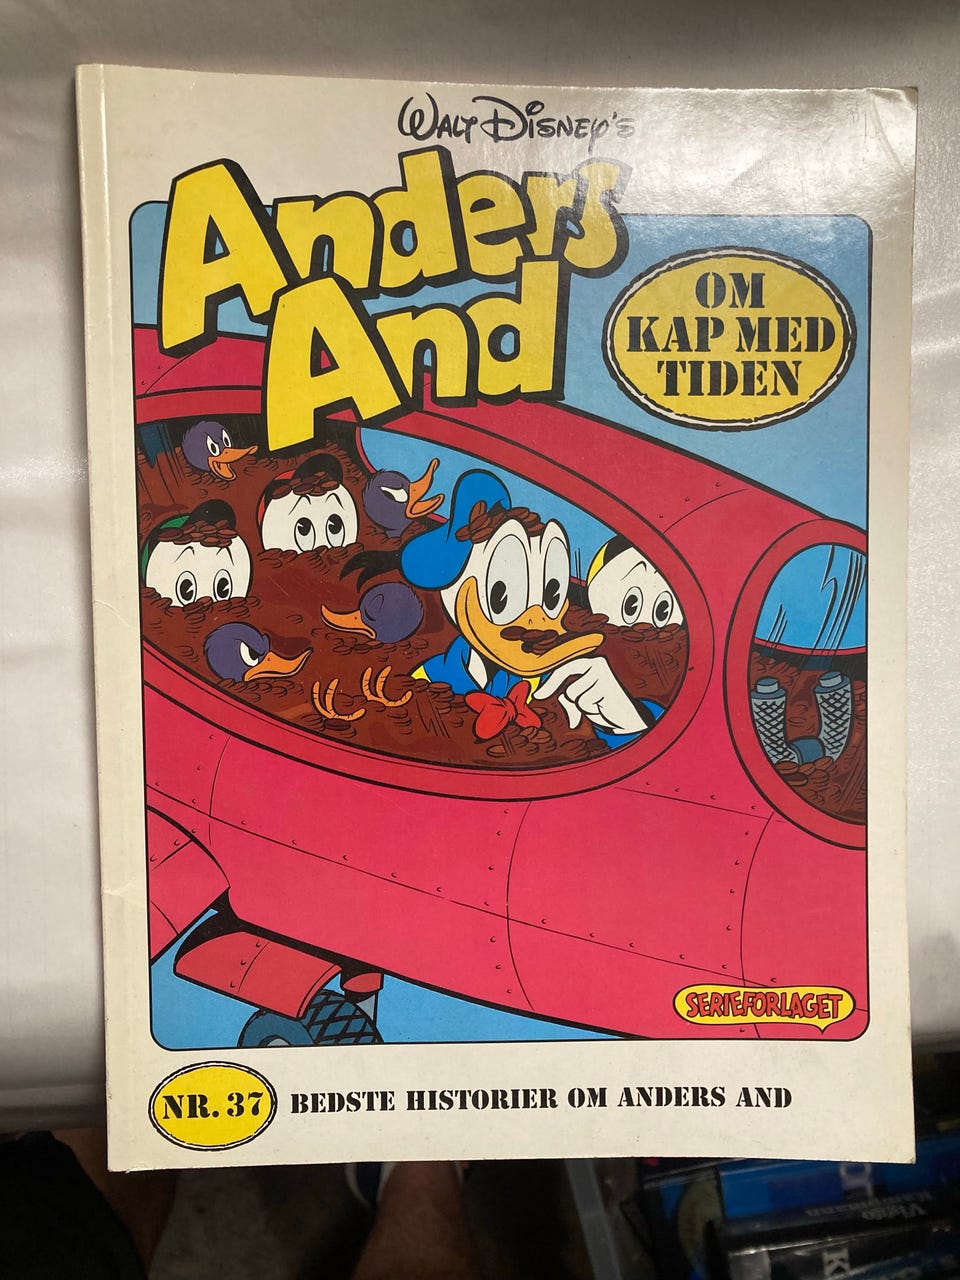 WALT DISNEY'S
Anders
And
OM
KAP MED
TIDEN
SERIEFORLAGET
NR. 37
BEDSTE HISTORIER OM ANDERS AND